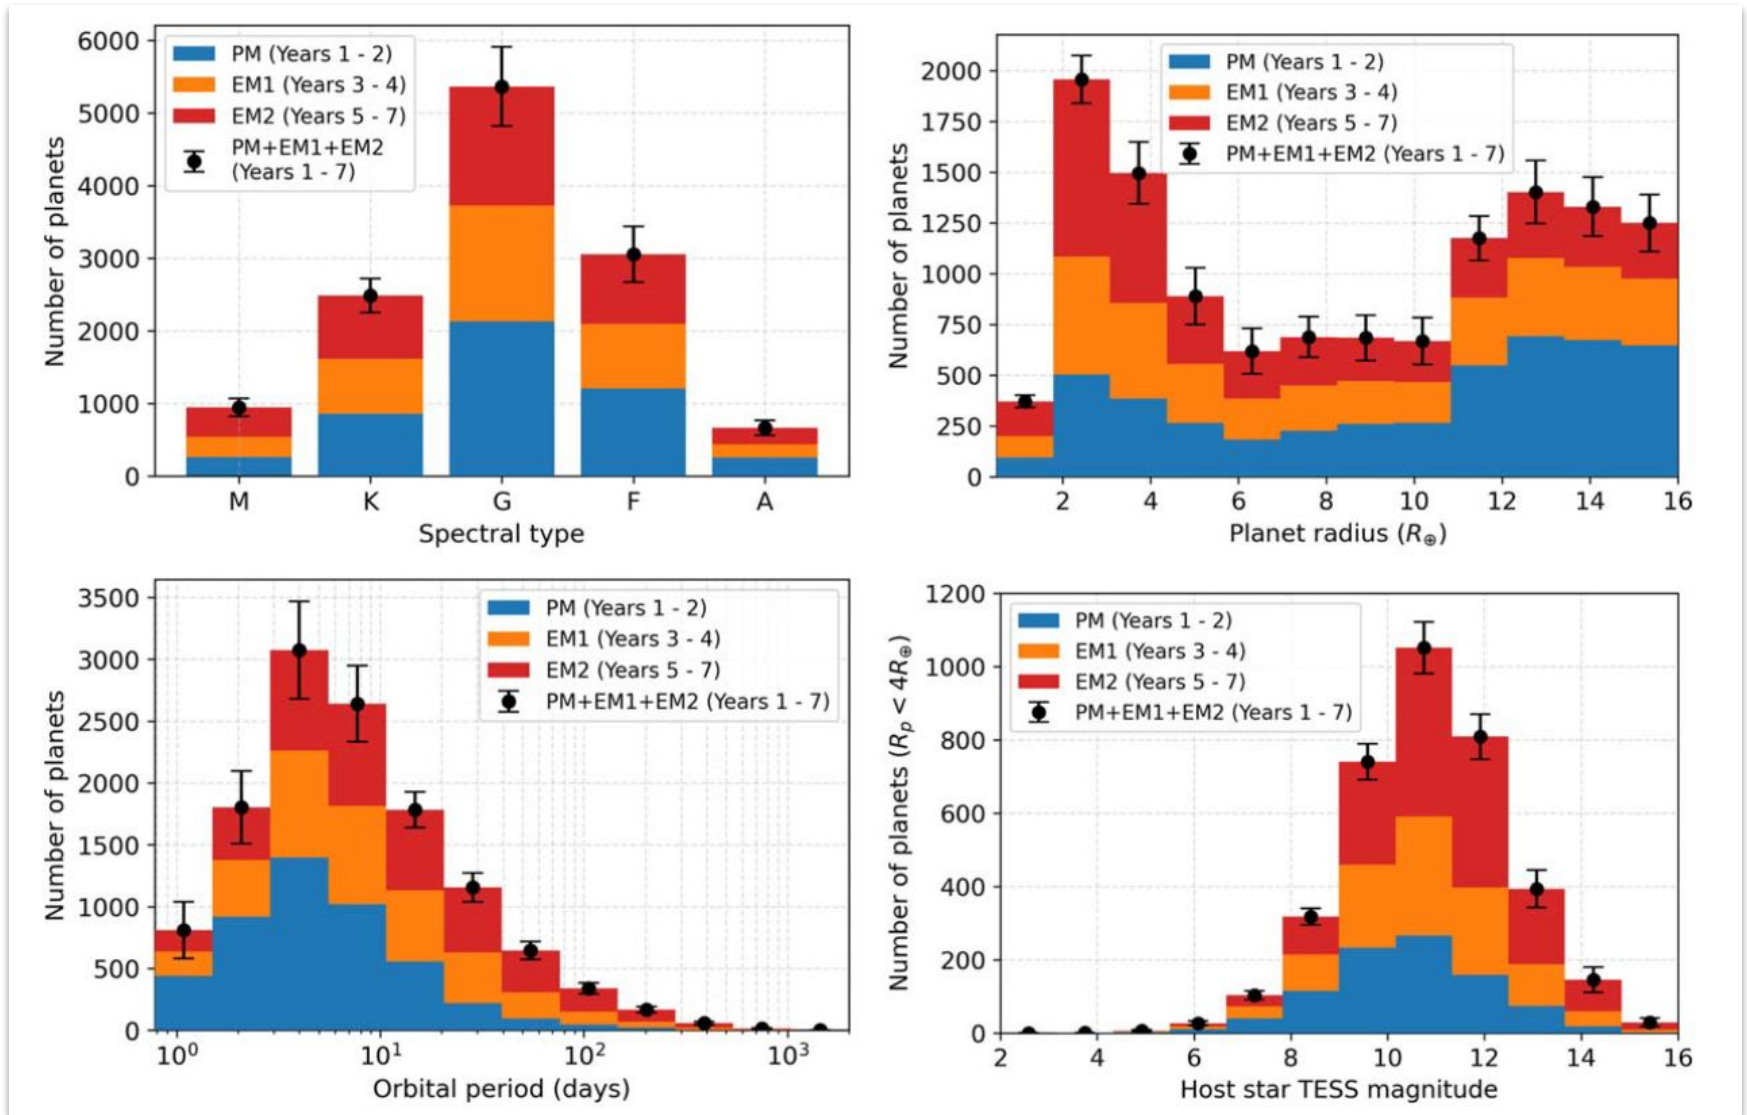 6000
5000
4000
3000
2000
1000
0
Number of planets
PM (Years 1 - 2)
EM1 (Years 3 - 4)
EM2 (Years 5 - 7)
PM+EM1+EM2
(Years 1 - 7)
M K G F A
Spectral type
2000
1750
1500
1250
1000
750
500
250
0
Number of planets
PM (Years 1 - 2)
EM1 (Years 3 - 4)
EM2 (Years 5 - 7)
PM+EM1+EM2 (Years 1 - 7)
2 4 6 8 10 12 14 16
Planet radius (R⊕)
3500
3000
2500
2000
1500
1000
500
0
Number of planets
PM (Years 1 - 2)
EM1 (Years 3 - 4)
EM2 (Years 5 - 7)
PM+EM1+EM2 (Years 1 - 7)
10⁰ 10¹ 10² 10³
Orbital period (days)
1200
1000
800
600
400
200
0
Number of planets (Rp < 4R⊕)
PM (Years 1 - 2)
EM1 (Years 3 - 4)
EM2 (Years 5 - 7)
PM+EM1+EM2 (Years 1 - 7)
2 4 6 8 10 12 14 16
Host star TESS magnitude